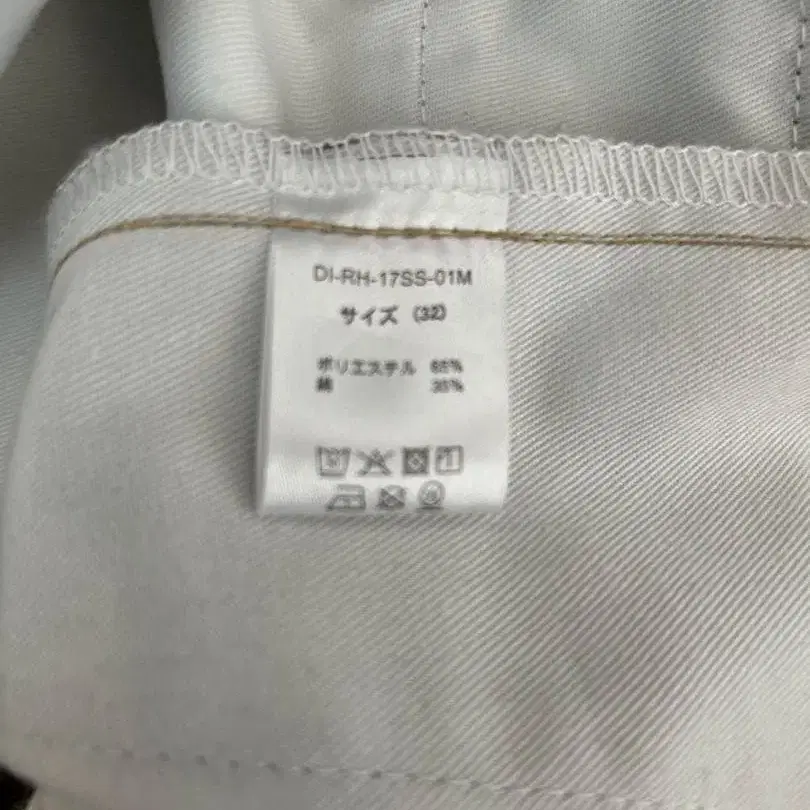 DI-RH-17SS-01M
サイズ (32)
ポリエステル 65%
綿 35%